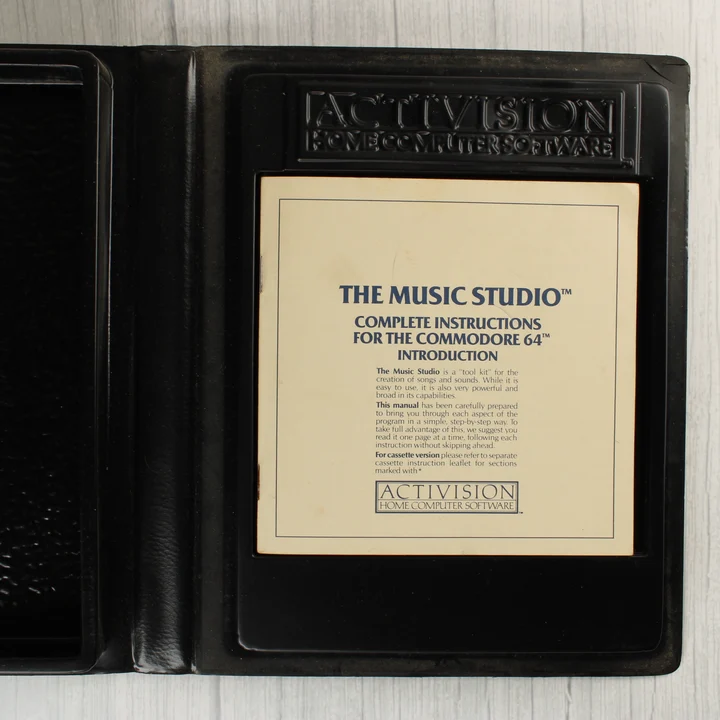 ACTIVISION
HOME COMPUTER SOFTWARE
THE MUSIC STUDIO™
COMPLETE INSTRUCTIONS
FOR THE COMMODORE 64™
INTRODUCTION
The Music Studio is a "tool kit" for the
creation of songs and sounds. While it is
easy to use, it is also very powerful and
broad in its capabilities.
This manual has been carefully prepared
to bring you through each aspect of the
program in a simple, step-by-step way. To
take full advantage of this, we suggest you
read it one page at a time, following each
instruction without skipping ahead.
For cassette version please refer to separate
cassette instruction leaflet for sections
marked with*
ACTIVISION
HOME COMPUTER SOFTWARE™